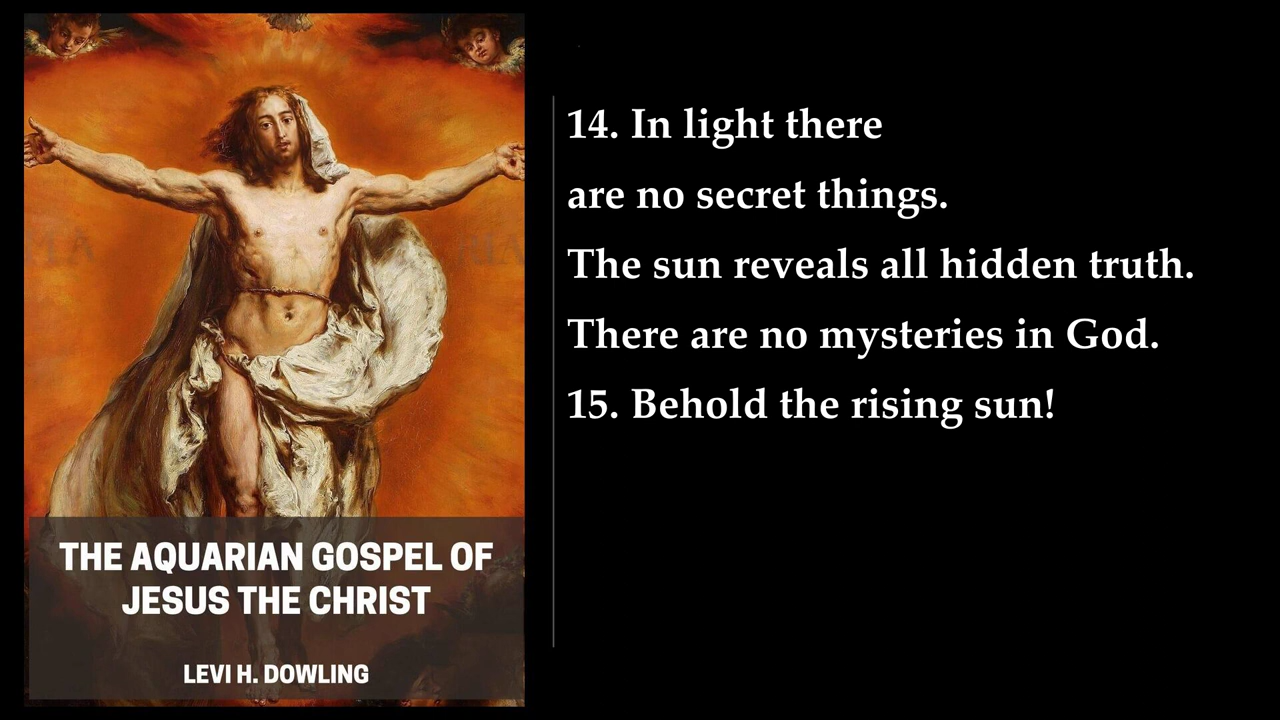 14. In light there
are no secret things.
The sun reveals all hidden truth.
There are no mysteries in God.
15. Behold the rising sun!
THE AQUARIAN GOSPEL OF
JESUS THE CHRIST
LEVI H. DOWLING